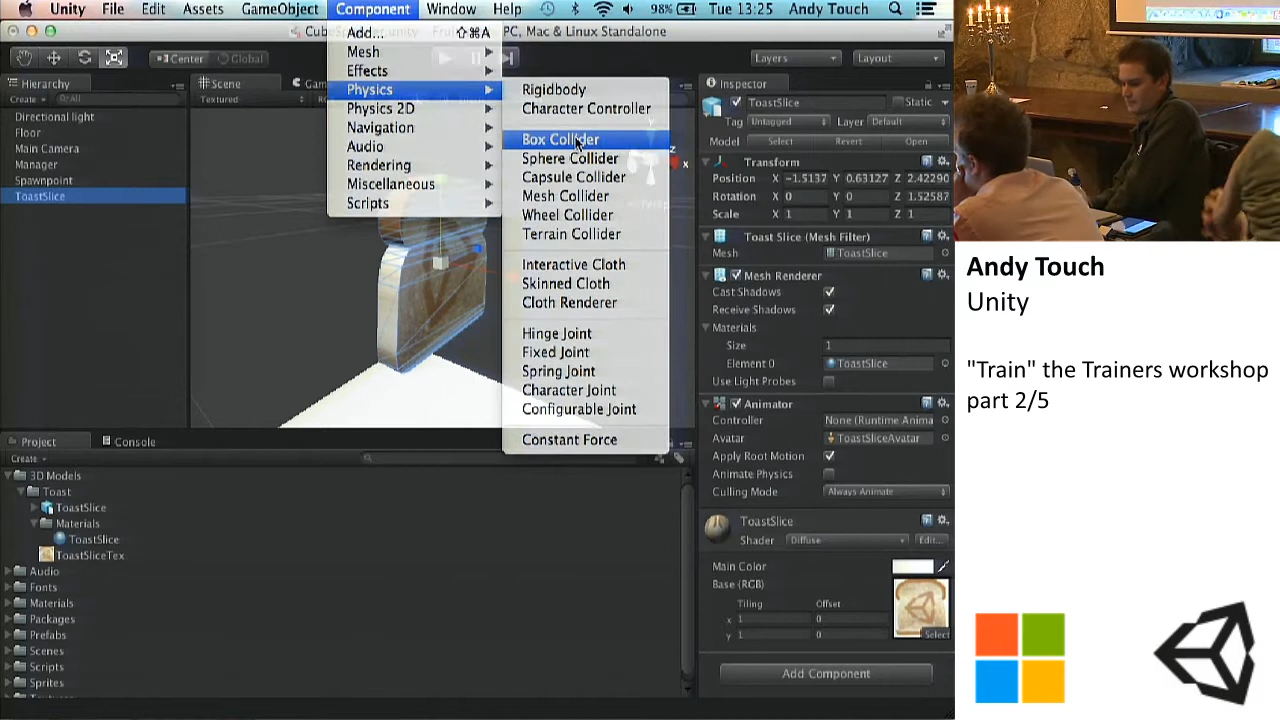 Unity File Edit Assets GameObject Component Window Help 98% Tue 13:25 Andy Touch
PC, Mac & Linux Standalone
Center Global
Layers Layout
Hierarchy
Create All
Directional light
Floor
Main Camera
Manager
Spawnpoint
ToastSlice
Scene
Textured
Add... ⇧⌘A
Mesh
Effects
Physics
Physics 2D
Navigation
Audio
Rendering
Miscellaneous
Scripts
Rigidbody
Character Controller
Box Collider
Sphere Collider
Capsule Collider
Mesh Collider
Wheel Collider
Terrain Collider
Interactive Cloth
Skinned Cloth
Cloth Renderer
Hinge Joint
Fixed Joint
Spring Joint
Character Joint
Configurable Joint
Constant Force
y
z
x
Inspector
ToastSlice Static
Tag Untagged Layer Default
Model Select Revert Open
Transform
Position X -1.5137 Y 0.63127 Z 2.42290
Rotation X 0 Y 0 Z 1.52587
Scale X 1 Y 1 Z 1
Toast Slice (Mesh Filter)
Mesh ToastSlice
Mesh Renderer
Cast Shadows
Receive Shadows
Materials
Size 1
Element 0 ToastSlice
Use Light Probes
Animator
Controller None (Runtime Anima
Avatar ToastSliceAvatar
Apply Root Motion
Animate Physics
Culling Mode Always Animate
ToastSlice
Shader Diffuse Edit...
Main Color
Base (RGB)
Tiling Offset
x 1 0
y 1 0
Select
Add Component
Project Console
Create
3D Models
Toast
ToastSlice
Materials
ToastSlice
ToastSliceTex
Audio
Fonts
Materials
Packages
Prefabs
Scenes
Scripts
Sprites
Andy Touch
Unity
"Train" the Trainers workshop
part 2/5